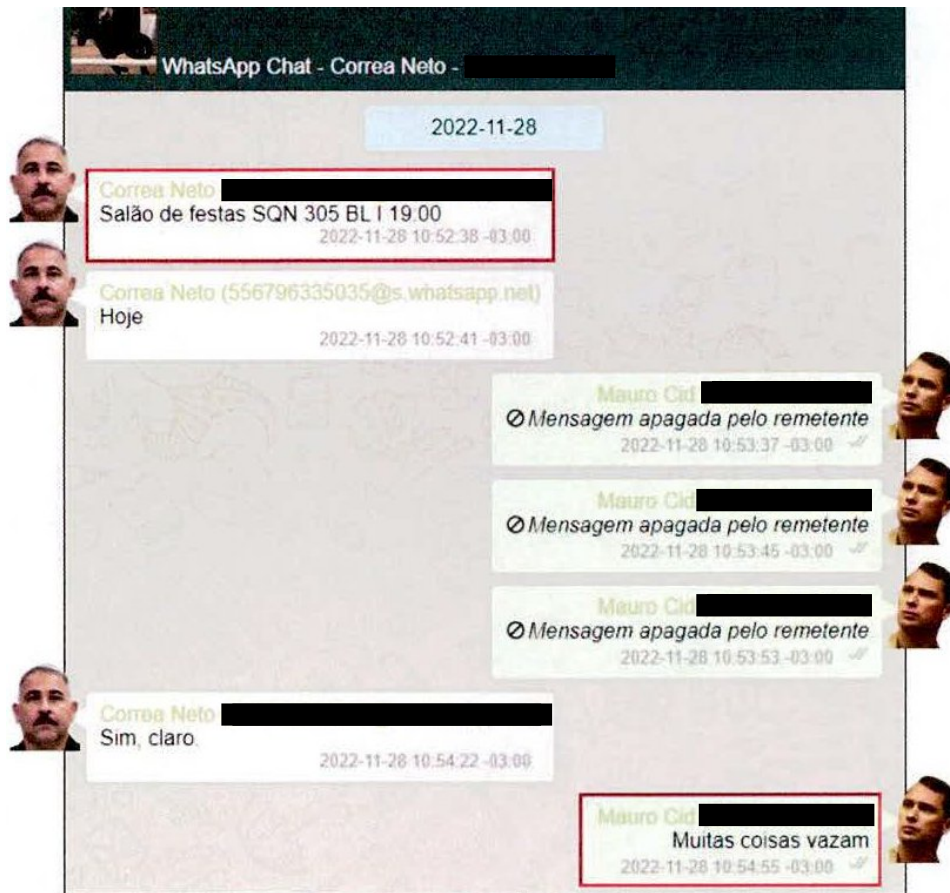 WhatsApp Chat - Correa Neto -
2022-11-28
Correa Neto
Salão de festas SQN 305 BL I 19:00
2022-11-28 10:52:38 -03:00
Correa Neto (556796335035@s.whatsapp.net)
Hoje
2022-11-28 10:52:41 -03:00
Mauro Cid
Mensagem apagada pelo remetente
2022-11-28 10:53:37 -03:00
Mauro Cid
Mensagem apagada pelo remetente
2022-11-28 10:53:45 -03:00
Mauro Cid
Mensagem apagada pelo remetente
2022-11-28 10:53:53 -03:00
Correa Neto
Sim, claro.
2022-11-28 10:54:22 -03:00
Mauro Cid
Muitas coisas vazam
2022-11-28 10:54:55 -03:00